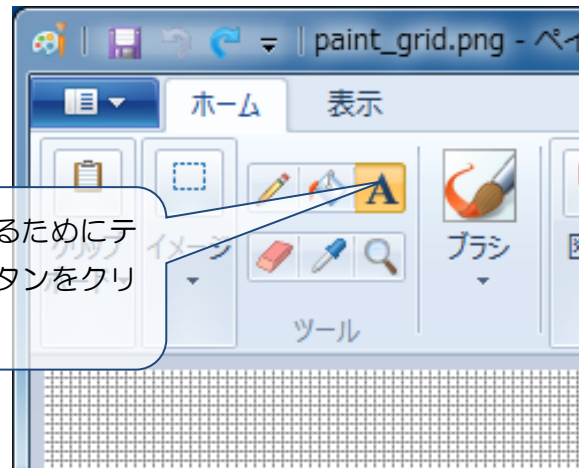 paint_grid.png - ペイ
ホーム 表示
A
るためにテ
タンをクリ
イメージ
ブラシ
ツール